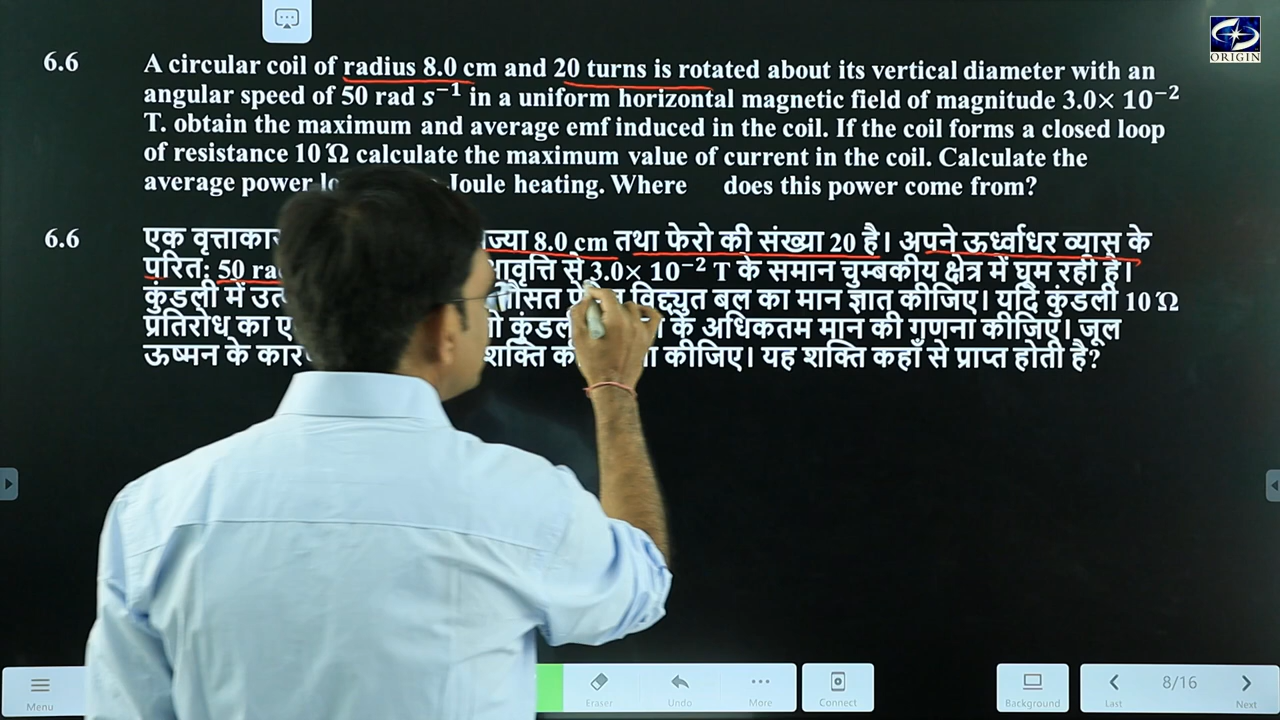 ORIGIN
6.6 A circular coil of radius 8.0 cm and 20 turns is rotated about its vertical diameter with an
angular speed of 50 rad s⁻¹ in a uniform horizontal magnetic field of magnitude 3.0× 10⁻²
T. obtain the maximum and average emf induced in the coil. If the coil forms a closed loop
of resistance 10 Ω calculate the maximum value of current in the coil. Calculate the
average power Joule heating. Where does this power come from?
6.6 एक 8.0 cm तथा फेरो की संख्या 20 है। अपने ऊर्ध्वाधर व्यास के
परित: 50 से 3.0× 10⁻² T के समान चुम्बकीय क्षेत्र में घूम रही है।
कुंडली में विद्युत बल का मान ज्ञात कीजिए। यदि कुंडली 10 Ω
प्रतिरोध का के अधिकतम मान की गणना कीजिए। जूल
ऊष्मन के शक्ति कीजिए। यह शक्ति कहाँ से प्राप्त होती है?
Menu Eraser Undo More Connect Background Last 8/16 Next